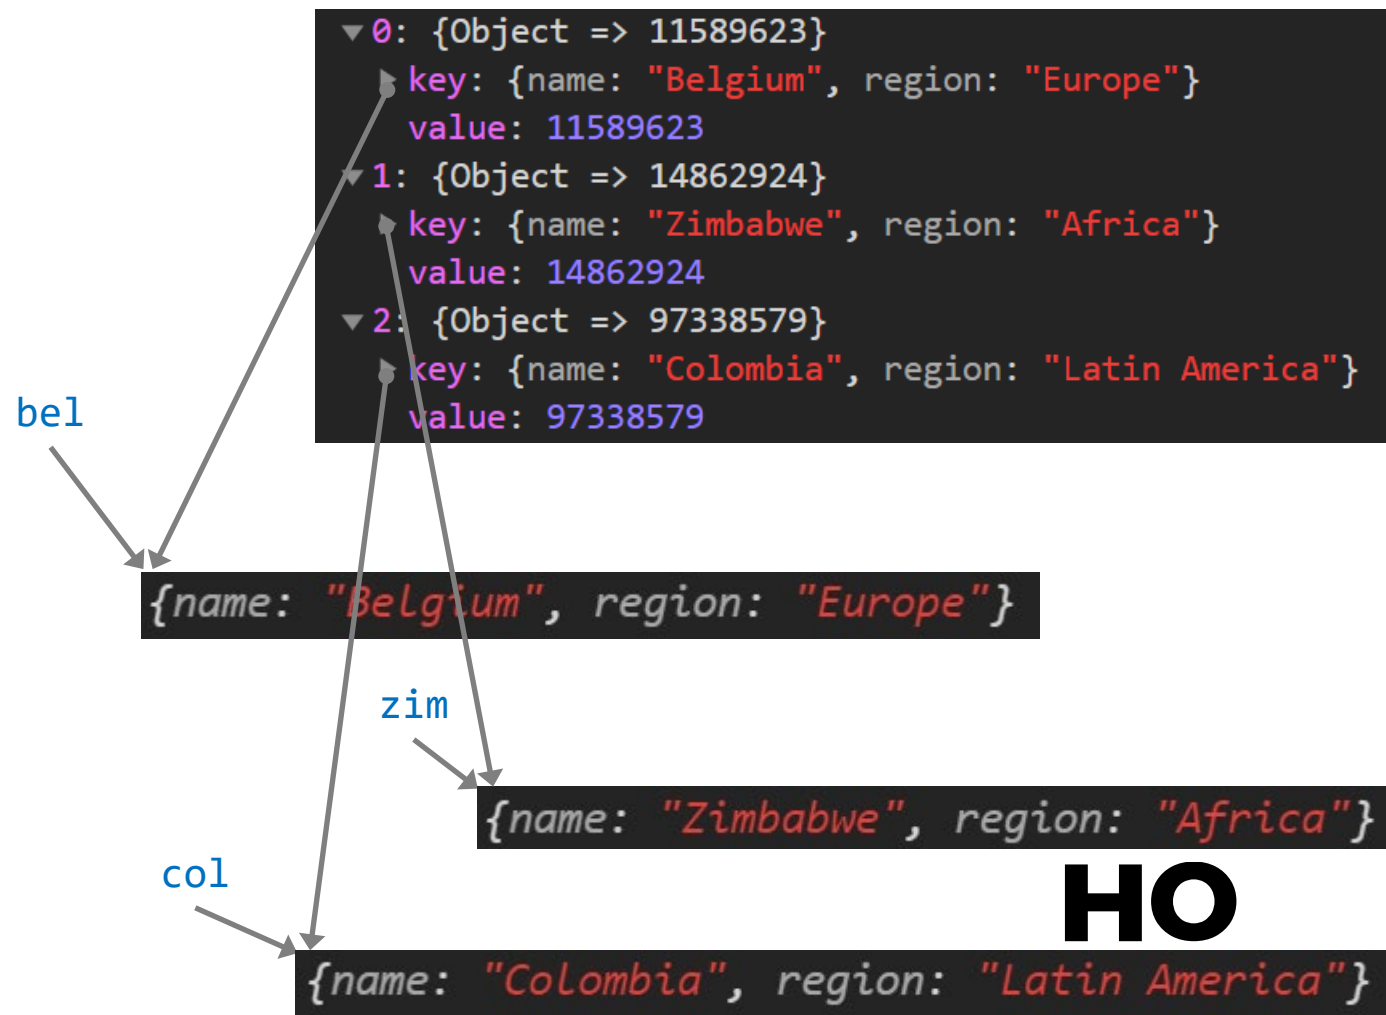 0: {Object => 11589623}
key: {name: "Belgium", region: "Europe"}
value: 11589623
1: {Object => 14862924}
key: {name: "Zimbabwe", region: "Africa"}
value: 14862924
2: {Object => 97338579}
key: {name: "Colombia", region: "Latin America"}
value: 97338579
bel
{name: "Belgium", region: "Europe"}
zim
{name: "Zimbabwe", region: "Africa"}
HO
col
{name: "Colombia", region: "Latin America"}